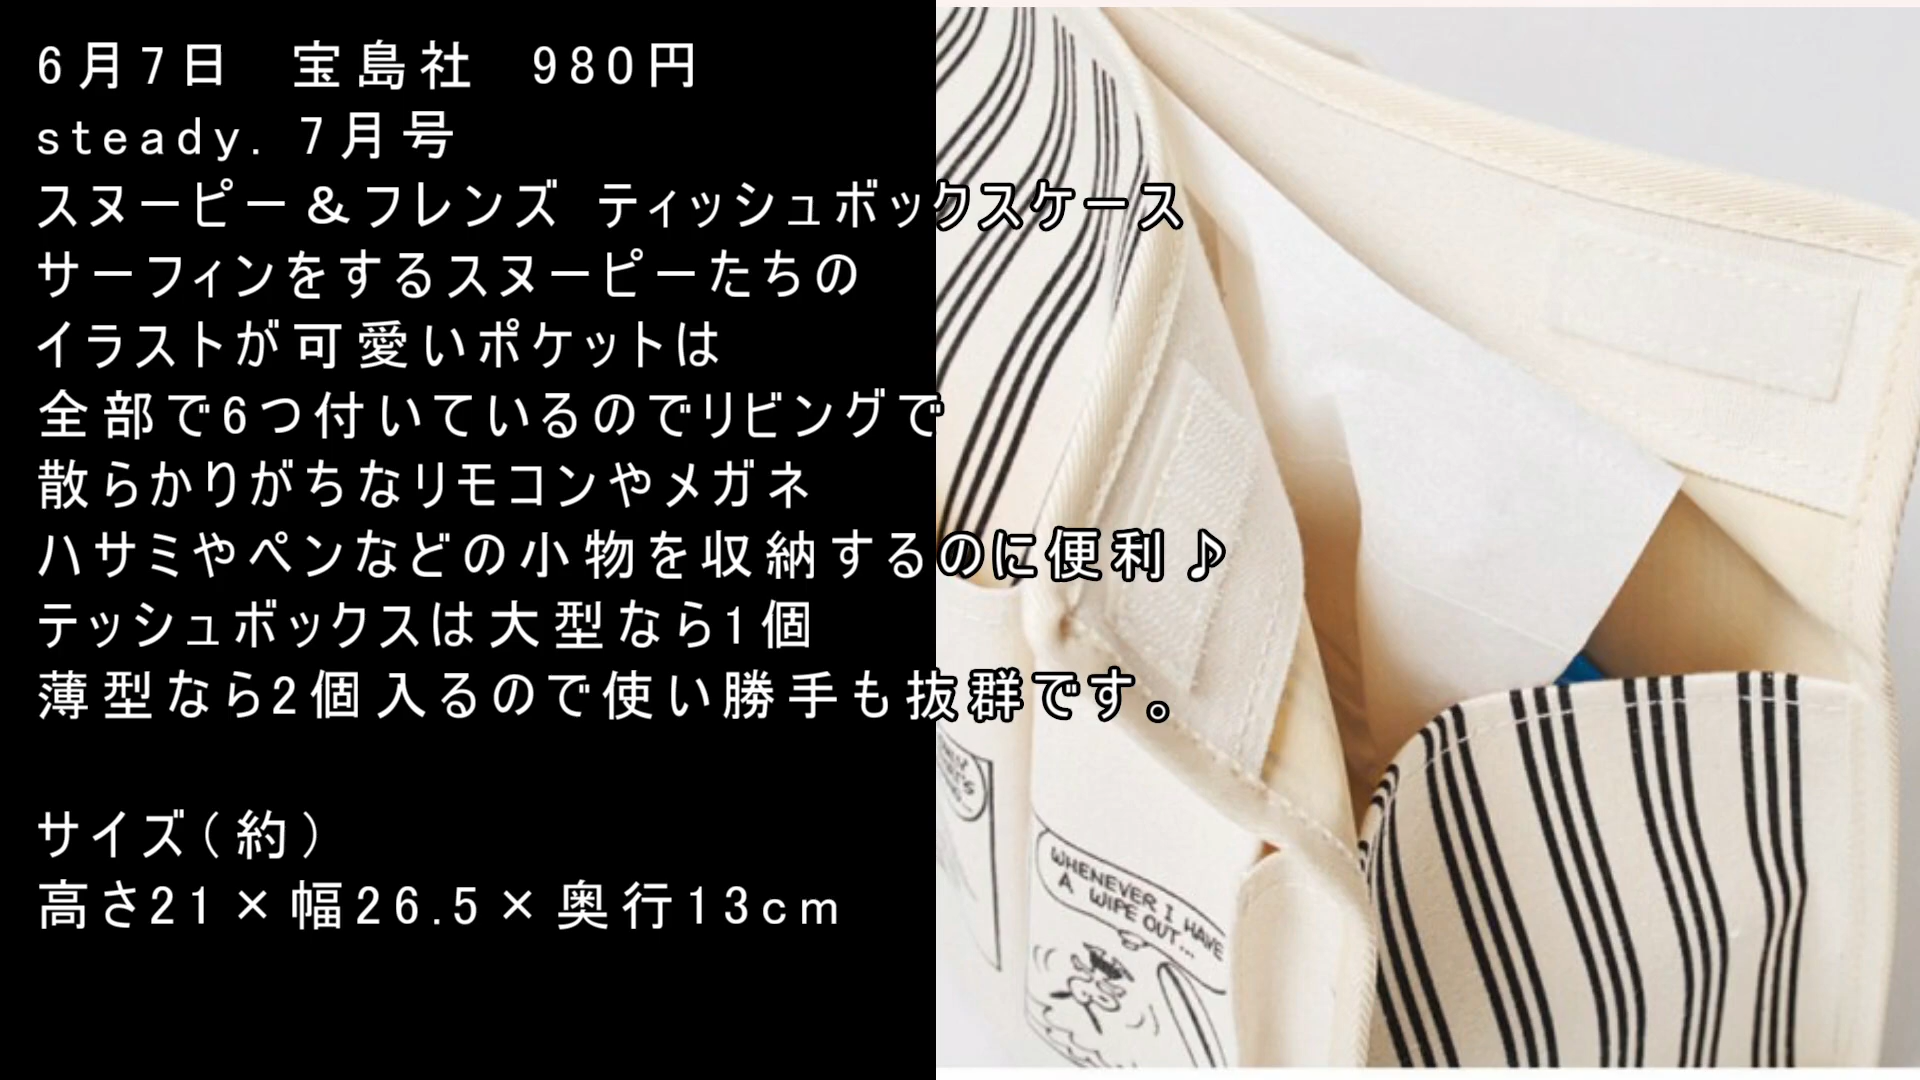 6月7日　宝島社　980円
steady. 7月号
スヌーピー＆フレンズ ティッシュボックスケース
サーフィンをするスヌーピーたちの
イラストが可愛いポケットは
全部で6つ付いているのでリビングで
散らかりがちなリモコンやメガネ
ハサミやペンなどの小物を収納するのに便利♪
テッシュボックスは大型なら1個
薄型なら2個入るので使い勝手も抜群です。
サイズ(約)
高さ21×幅26.5×奥行13cm
WHENEVER I HAVE
A WIPE OUT...